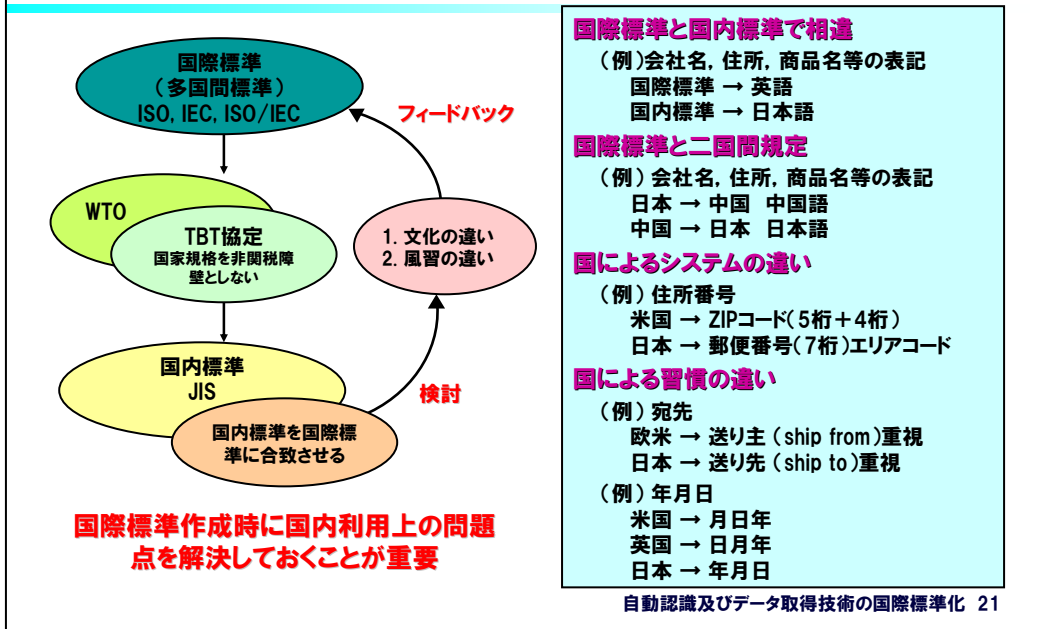 国際標準
(多国間標準)
ISO, IEC, ISO/IEC
フィードバック
WTO
TBT協定
国家規格を非関税障
壁としない
1. 文化の違い
2. 風習の違い
国内標準
JIS
検討
国内標準を国際標
準に合致させる
国際標準作成時に国内利用上の問題
点を解決しておくことが重要
国際標準と国内標準で相違
(例)会社名, 住所, 商品名等の表記
国際標準 → 英語
国内標準 → 日本語
国際標準と二国間規定
(例) 会社名, 住所, 商品名等の表記
日本 → 中国 中国語
中国 → 日本 日本語
国によるシステムの違い
(例) 住所番号
米国 → ZIPコード(5桁+4桁)
日本 → 郵便番号(7桁)エリアコード
国による習慣の違い
(例) 宛先
欧米 → 送り主 (ship from)重視
日本 → 送り先 (ship to)重視
(例) 年月日
米国 → 月日年
英国 → 日月年
日本 → 年月日
自動認識及びデータ取得技術の国際標準化 21